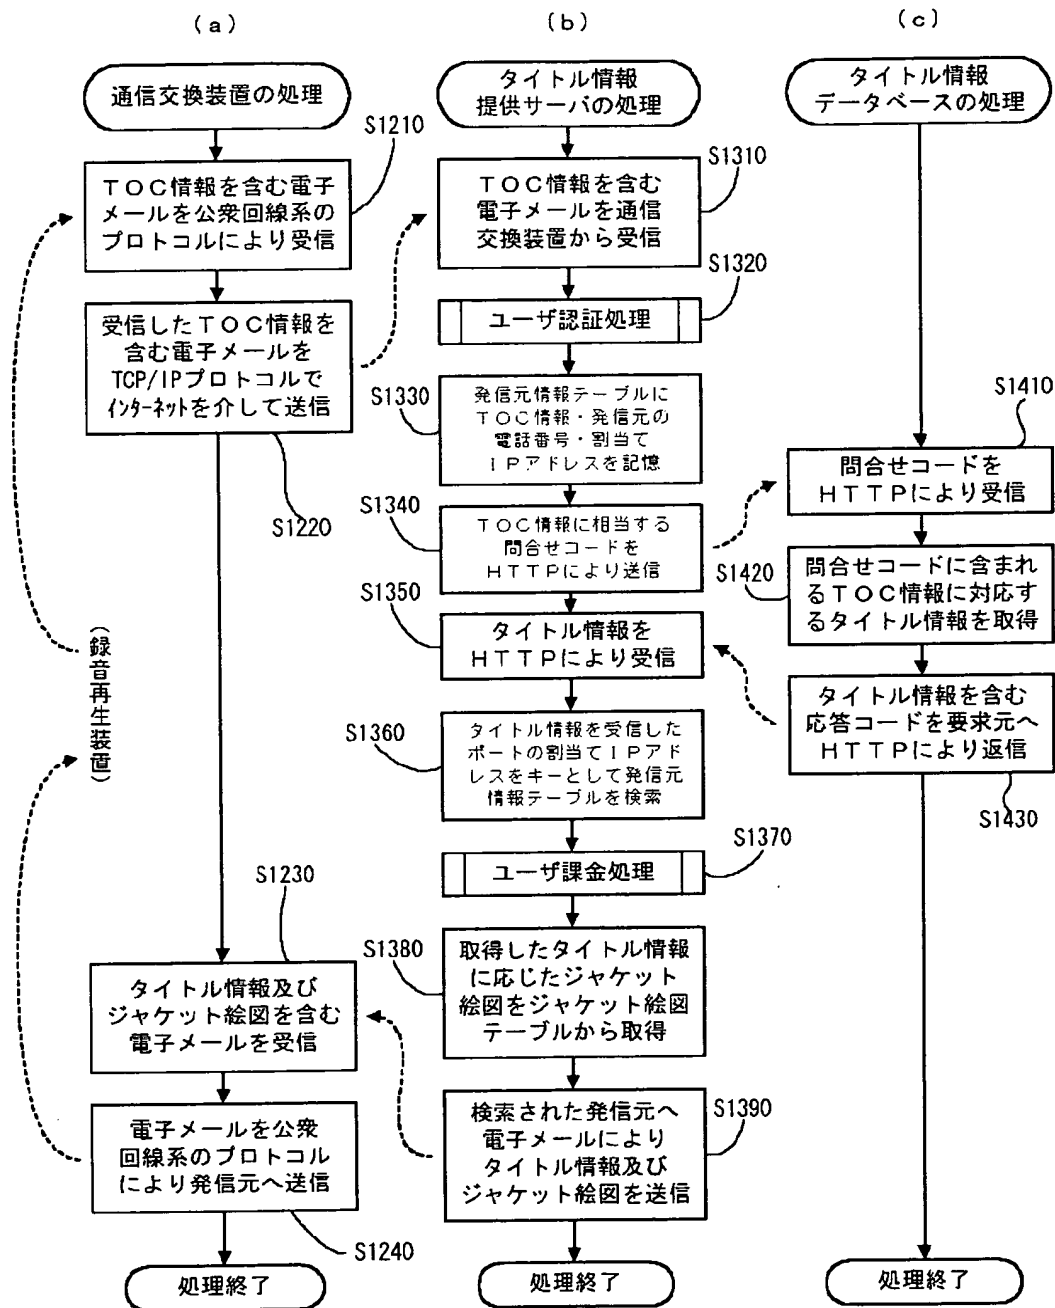 (a)
通信交換装置の処理
S1210
TOC情報を含む電子
メールを公衆回線系の
プロトコルにより受信
受信したTOC情報を
含む電子メールを
TCP/IPプロトコルで
インターネットを介して送信
S1220
(録音再生装置)
S1230
タイトル情報及び
ジャケット絵図を含む
電子メールを受信
電子メールを公衆
回線系のプロトコル
により発信元へ送信
S1240
処理終了
(b)
タイトル情報
提供サーバの処理
S1310
TOC情報を含む
電子メールを通信
交換装置から受信
S1320
ユーザ認証処理
S1330
発信元情報テーブルに
TOC情報・発信元の
電話番号・割当て
IPアドレスを記憶
S1340
TOC情報に相当する
問合せコードを
HTTPにより送信
S1350
タイトル情報を
HTTPにより受信
S1360
タイトル情報を受信した
ポートの割当てIPアド
レスをキーとして発信元
情報テーブルを検索
S1370
ユーザ課金処理
S1380
取得したタイトル情報
に応じたジャケット
絵図をジャケット絵図
テーブルから取得
S1390
検索された発信元へ
電子メールにより
タイトル情報及び
ジャケット絵図を送信
処理終了
(c)
タイトル情報
データベースの処理
S1410
問合せコードを
HTTPにより受信
S1420
問合せコードに含まれ
るTOC情報に対応す
るタイトル情報を取得
タイトル情報を含む
応答コードを要求元へ
HTTPにより返信
S1430
処理終了